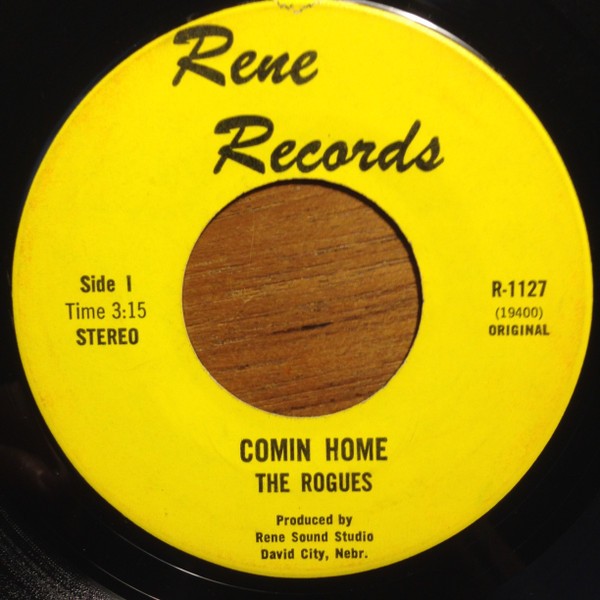 Rene
Records
Side 1
Time 3:15
STEREO
R-1127
(19400)
ORIGINAL
COMIN HOME
THE ROGUES
Produced by
Rene Sound Studio
David City, Nebr.